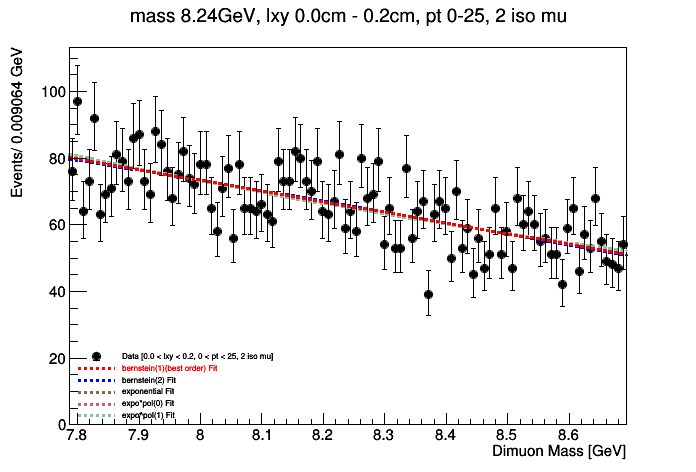 mass 8.24GeV, lxy 0.0cm - 0.2cm, pt 0-25, 2 iso mu
Events/ 0.009064 GeV
100
80
60
40
20
0
Data [0.0 < lxy < 0.2, 0 < pt < 25, 2 iso mu]
bernstein(1)(best order) Fit
bernstein(2) Fit
exponential Fit
expo*pol(0) Fit
expo*pol(1) Fit
7.8 7.9 8 8.1 8.2 8.3 8.4 8.5 8.6
Dimuon Mass [GeV]